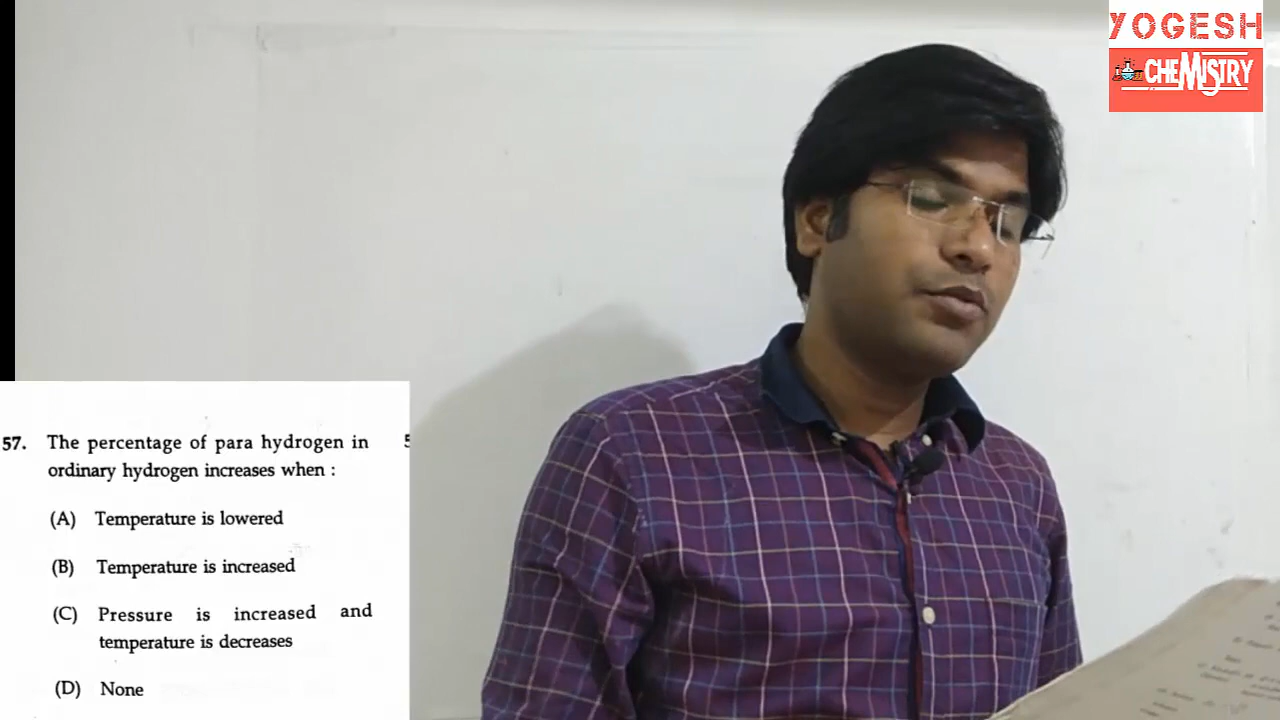 YOGESH
CHEMISTRY
57. The percentage of para hydrogen in
ordinary hydrogen increases when :
(A) Temperature is lowered
(B) Temperature is increased
(C) Pressure is increased and
temperature is decreases
(D) None